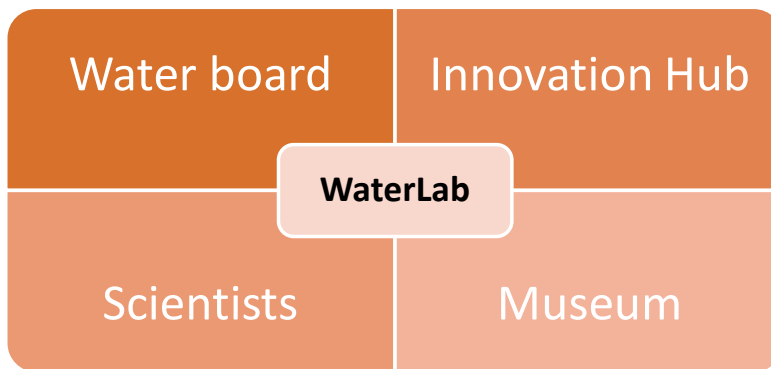 Water board
Innovation Hub
WaterLab
Scientists
Museum